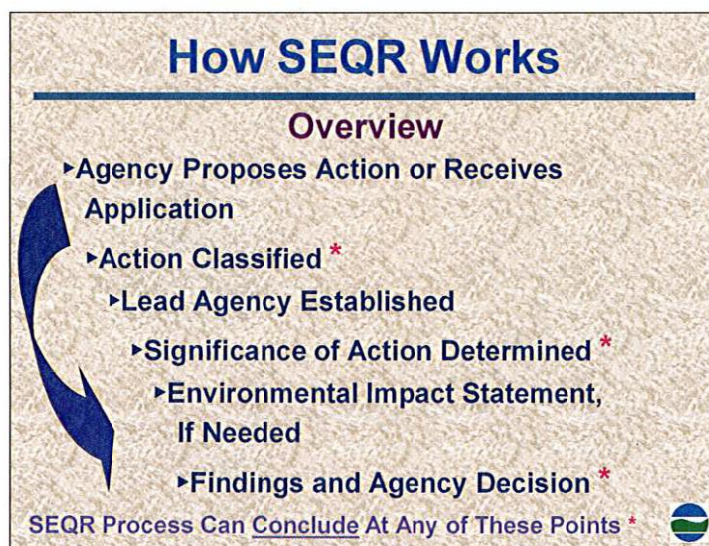 How SEQR Works
Overview
▸Agency Proposes Action or Receives
Application
▸Action Classified *
▸Lead Agency Established
▸Significance of Action Determined *
▸Environmental Impact Statement,
If Needed
▸Findings and Agency Decision *
SEQR Process Can Conclude At Any of These Points *